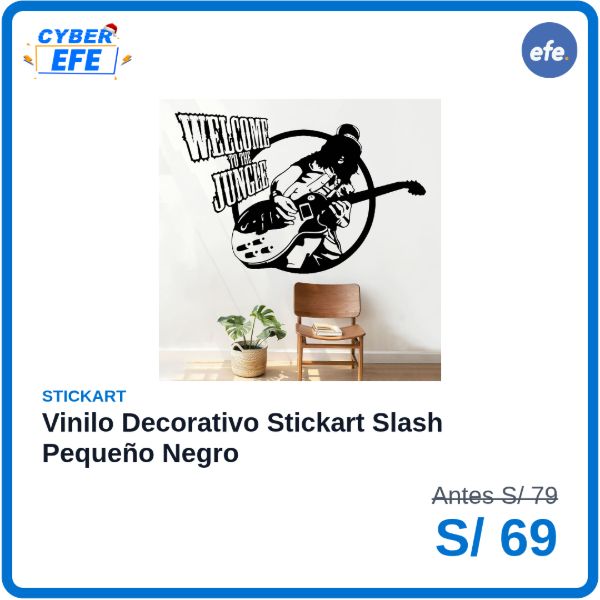 CYBER
EFE
efe.
WELCOME
TO THE
JUNGLE
STICKART
Vinilo Decorativo Stickart Slash
Pequeño Negro
Antes S/ 79
S/ 69